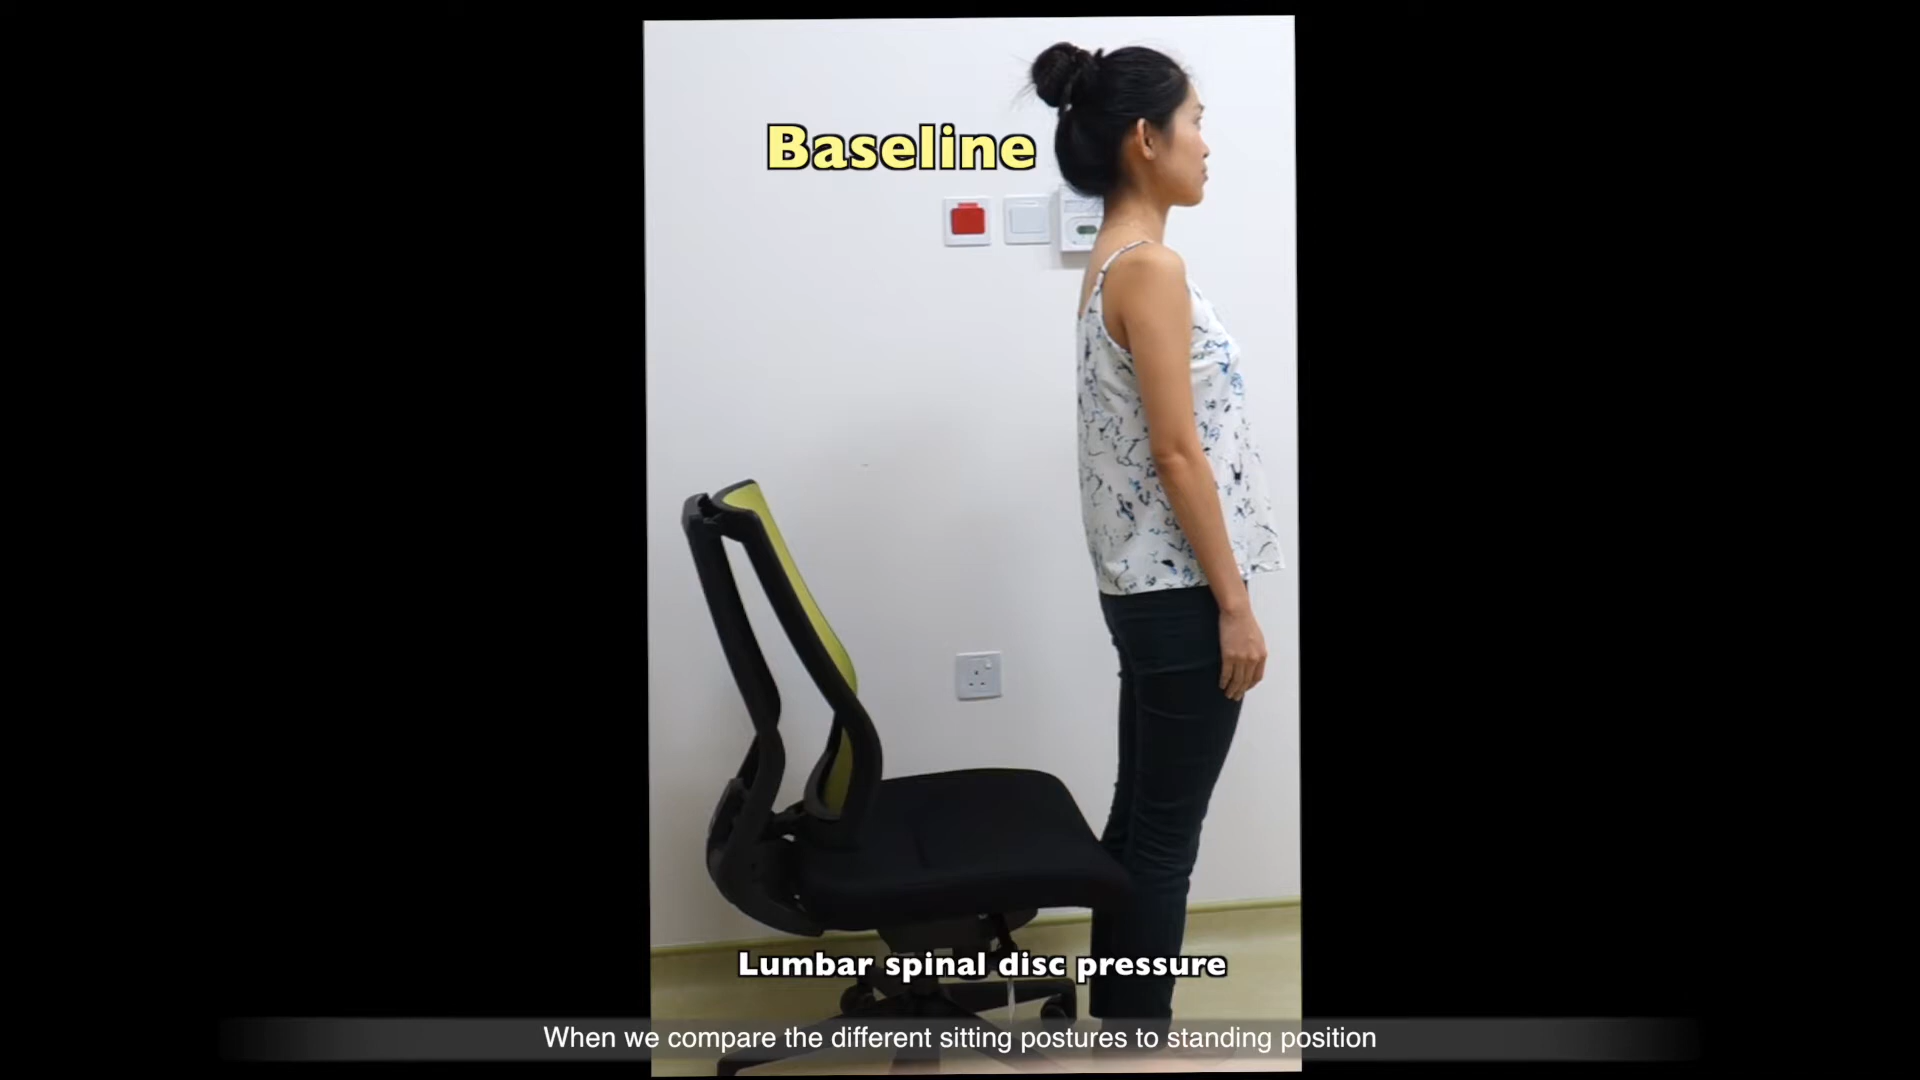 Baseline
Lumbar spinal disc pressure
When we compare the different sitting postures to standing position